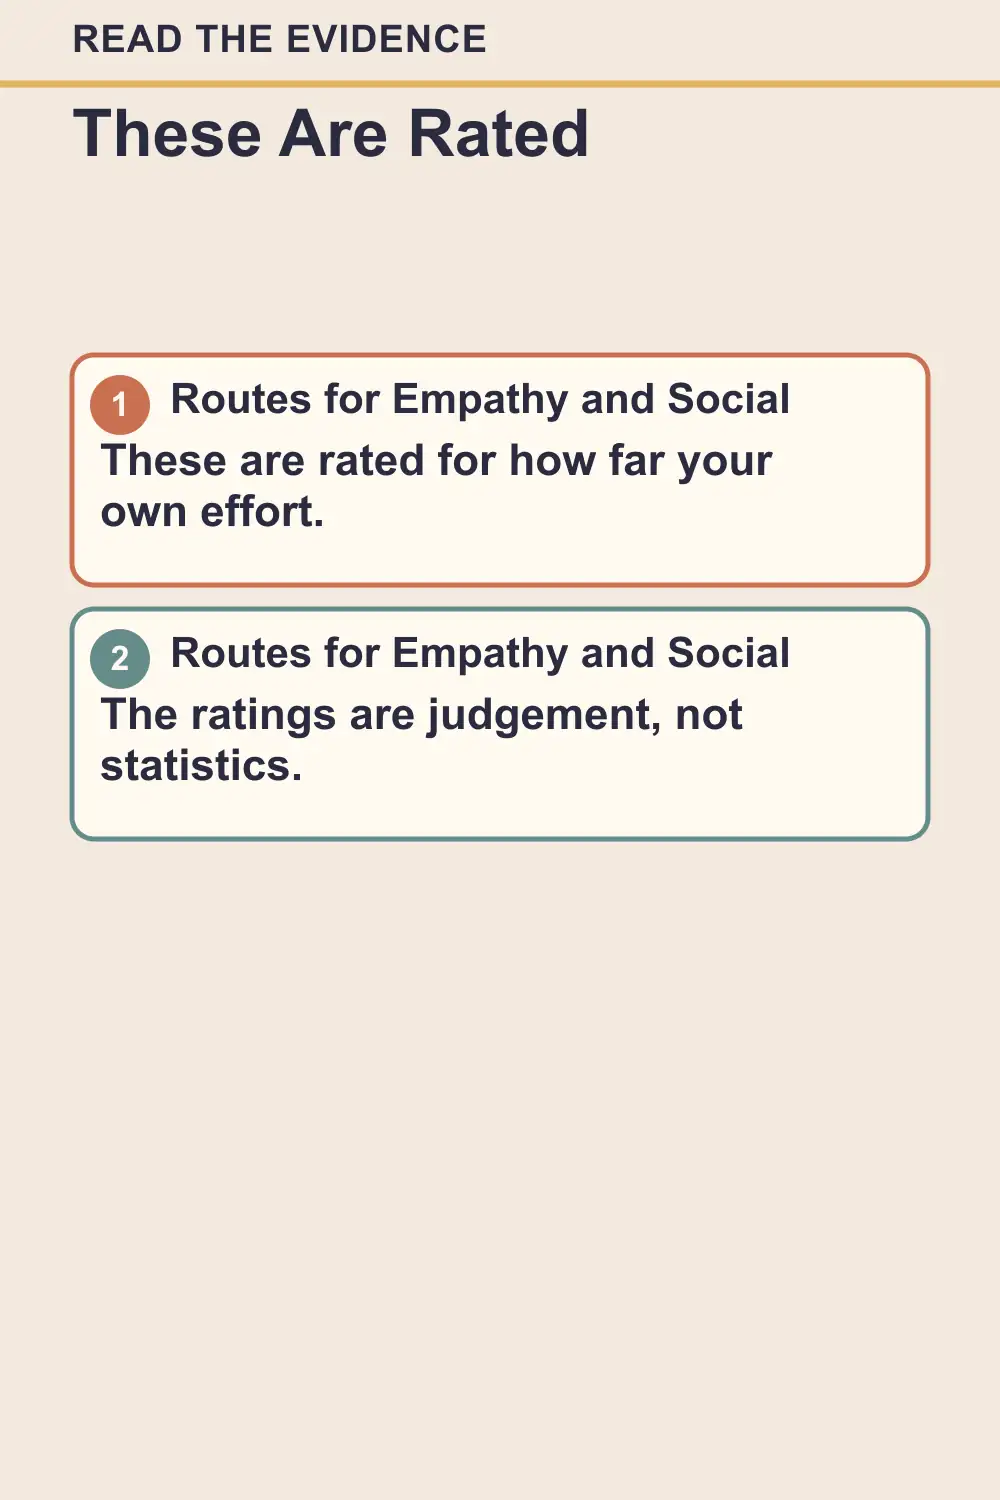 READ THE EVIDENCE
These Are Rated
1 Routes for Empathy and Social
These are rated for how far your
own effort.
2 Routes for Empathy and Social
The ratings are judgement, not
statistics.